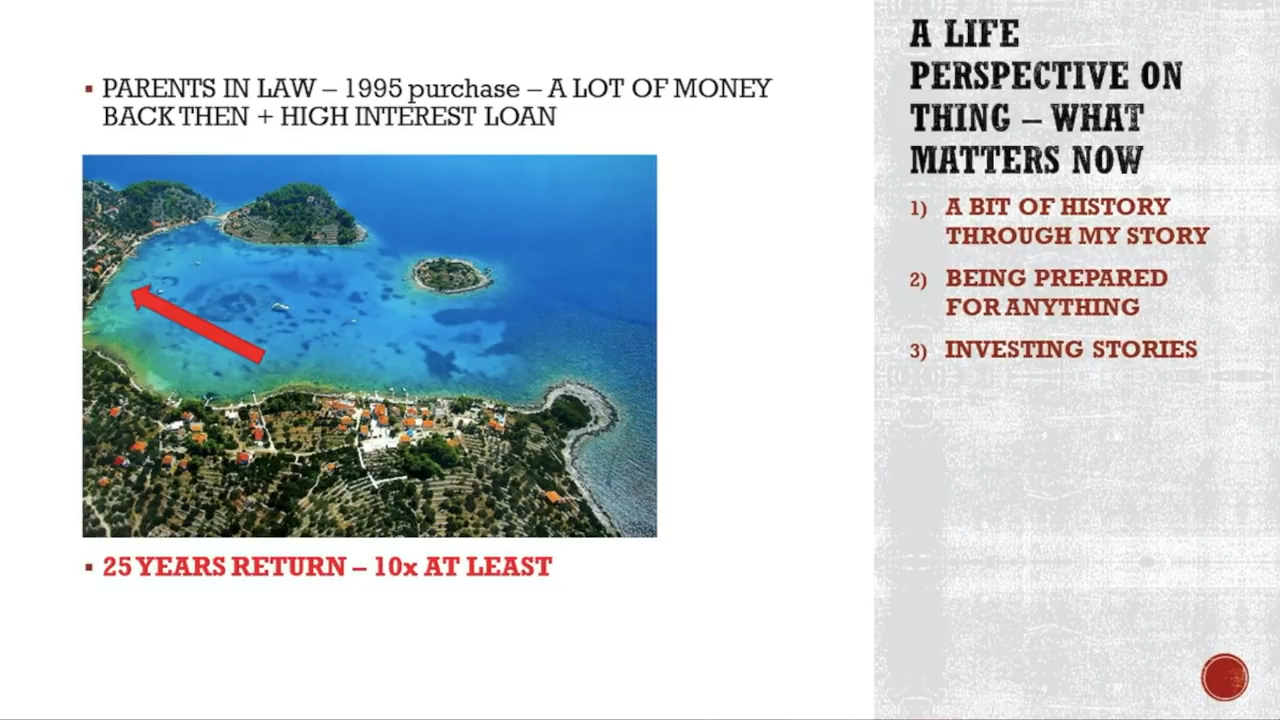 PARENTS IN LAW – 1995 purchase – A LOT OF MONEY
BACK THEN + HIGH INTEREST LOAN
25 YEARS RETURN – 10x AT LEAST
A LIFE
PERSPECTIVE ON
THING – WHAT
MATTERS NOW
1) A BIT OF HISTORY
THROUGH MY STORY
2) BEING PREPARED
FOR ANYTHING
3) INVESTING STORIES